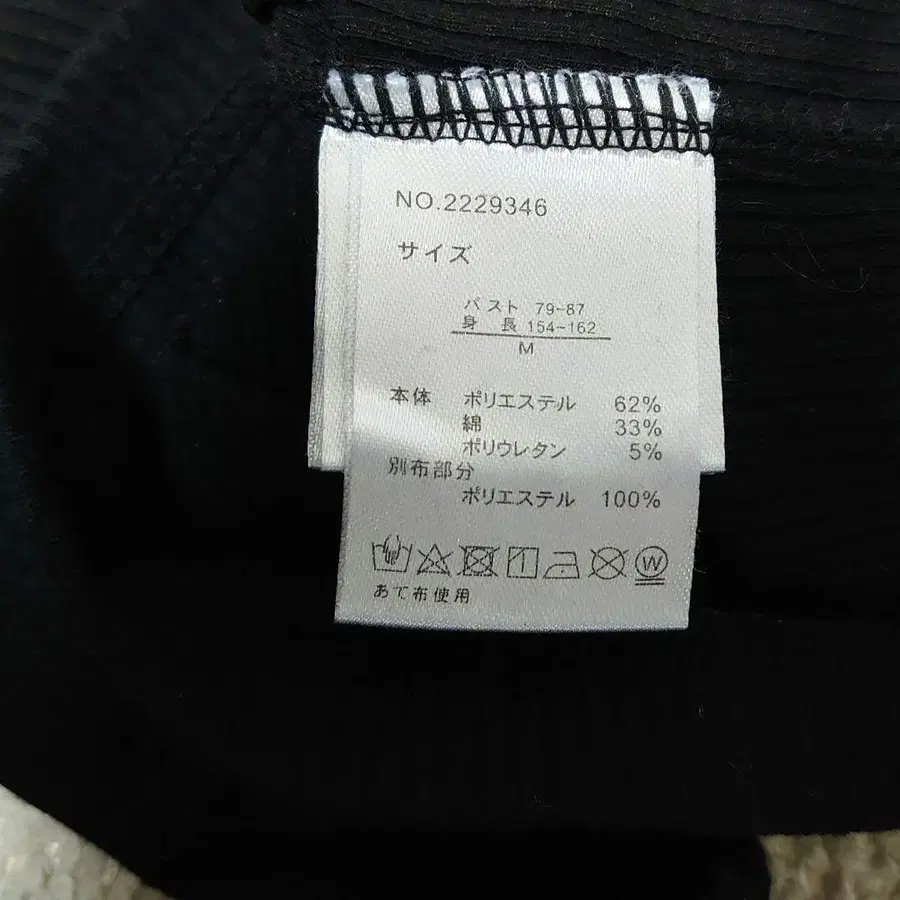 NO.2229346
サイズ
バスト 79~87
身 長 154~162
M
本体 ポリエステル 62%
綿 33%
ポリウレタン 5%
別布部分
ポリエステル 100%
W
あて布使用